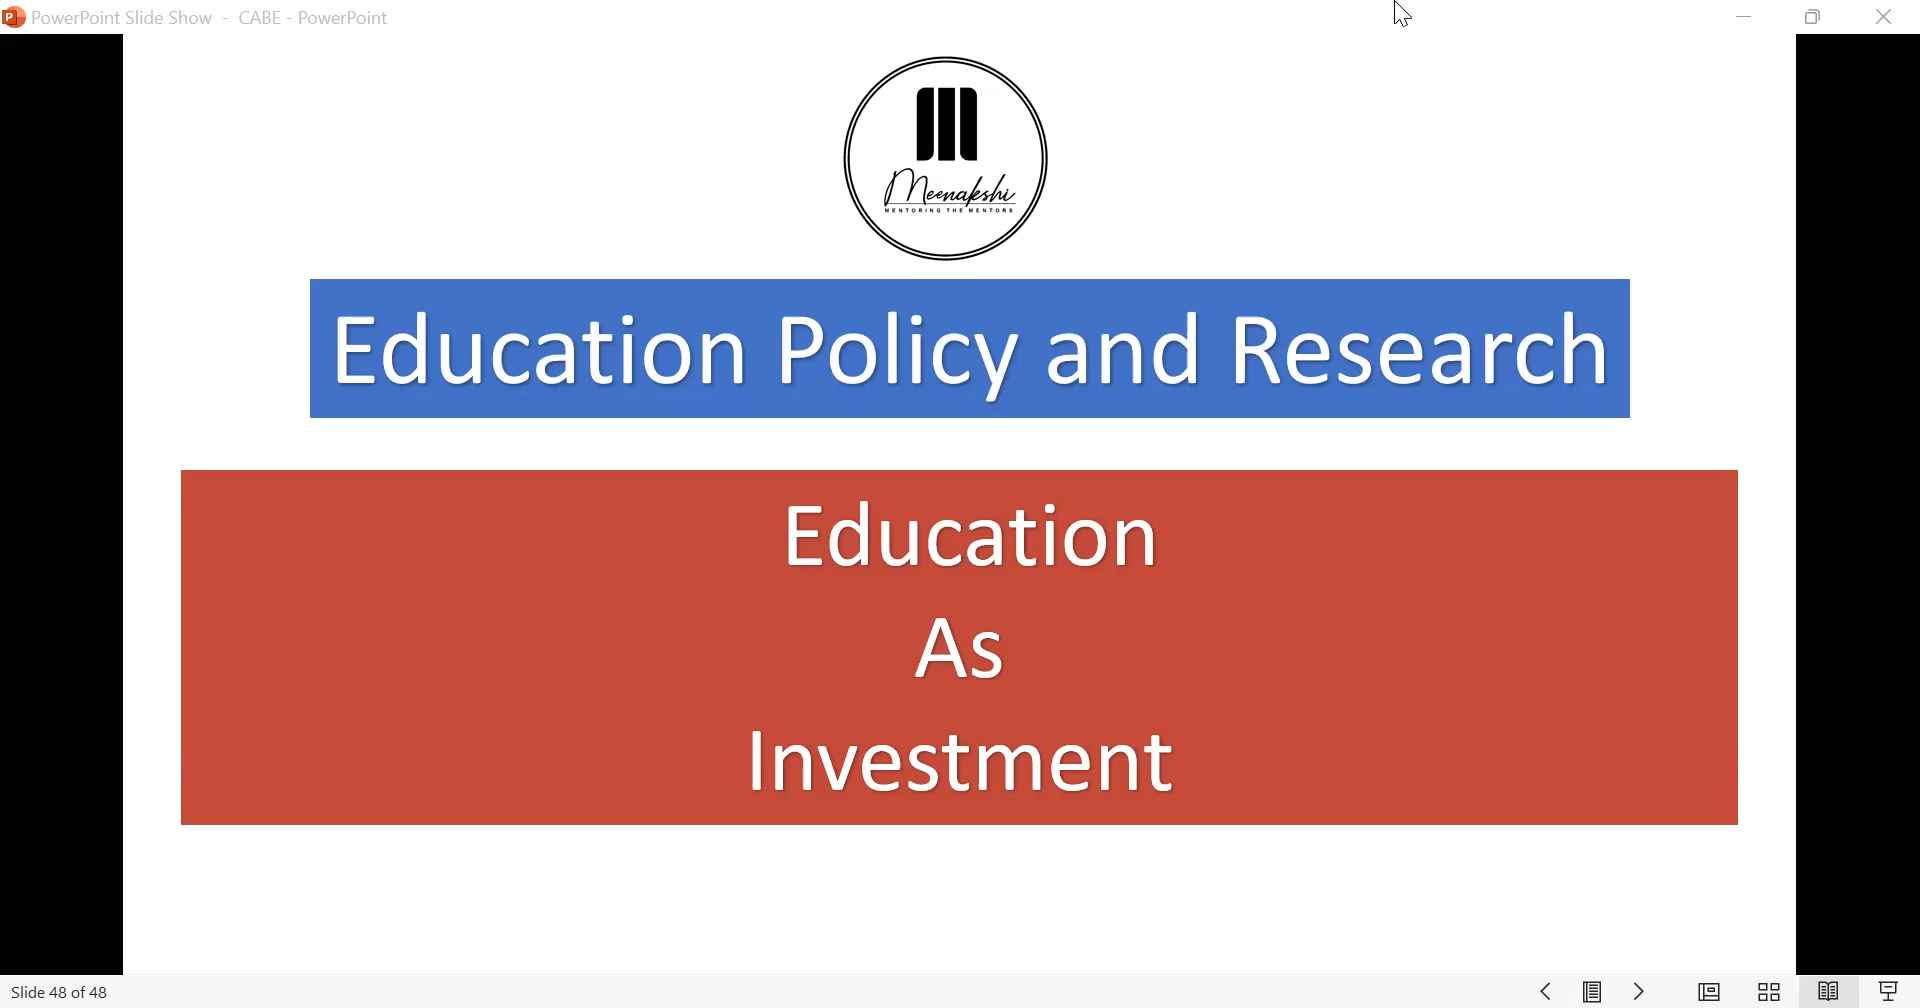 PowerPoint Slide Show - CABE - PowerPoint
Meenakshi
MENTORING THE MENTORS
Education Policy and Research
Education
As
Investment
Slide 48 of 48